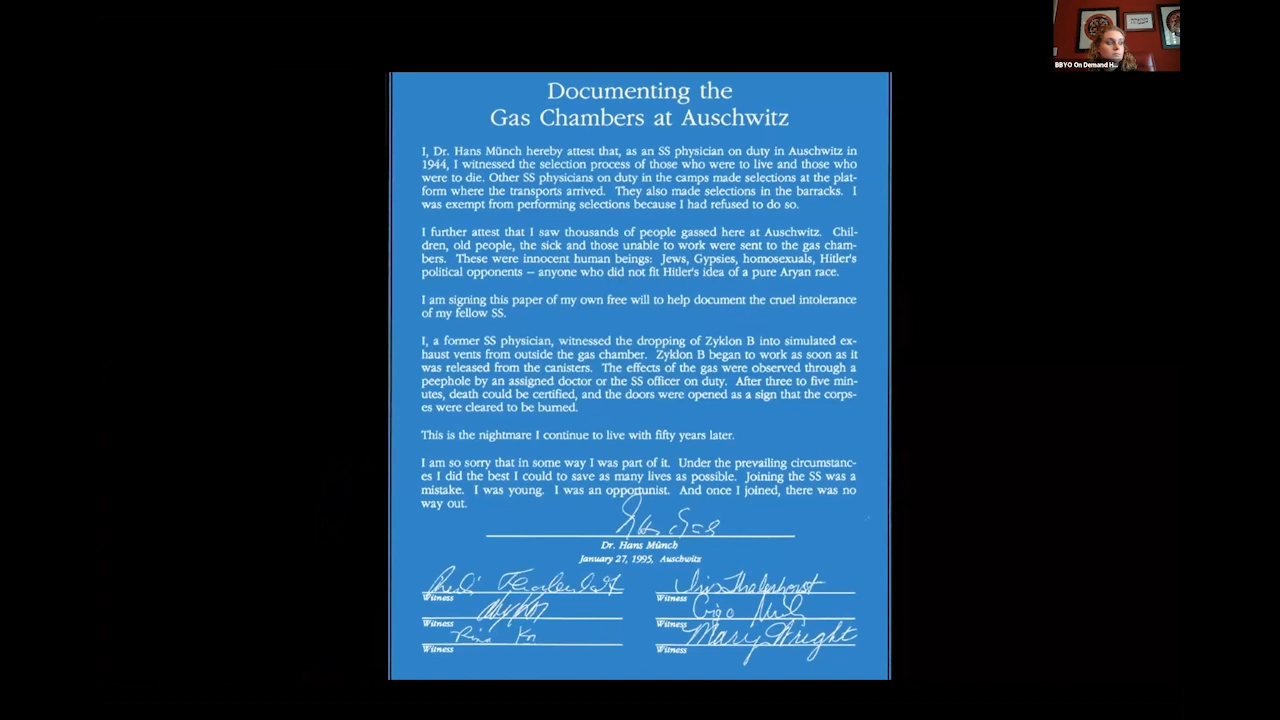 BBYO On Demand H...
Documenting the
Gas Chambers at Auschwitz
I, Dr. Hans Münch hereby attest that, as an SS physician on duty in Auschwitz in
1944, I witnessed the selection process of those who were to live and those who
were to die. Other SS physicians on duty in the camps made selections at the plat-
form where the transports arrived. They also made selections in the barracks. I
was exempt from performing selections because I had refused to do so.
I further attest that I saw thousands of people gassed here at Auschwitz. Chil-
dren, old people, the sick and those unable to work were sent to the gas cham-
bers. These were innocent human beings: Jews, Gypsies, homosexuals, Hitler's
political opponents – anyone who did not fit Hitler's idea of a pure Aryan race.
I am signing this paper of my own free will to help document the cruel intolerance
of my fellow SS.
I, a former SS physician, witnessed the dropping of Zyklon B into simulated ex-
haust vents from outside the gas chamber. Zyklon B began to work as soon as it
was released from the canisters. The effects of the gas were observed through a
peephole by an assigned doctor or the SS officer on duty. After three to five min-
utes, death could be certified, and the doors were opened as a sign that the corps-
es were cleared to be burned.
This is the nightmare I continue to live with fifty years later.
I am so sorry that in some way I was part of it. Under the prevailing circumstanc-
es I did the best I could to save as many lives as possible. Joining the SS was a
mistake. I was young. I was an opportunist. And once I joined, there was no
way out.
Dr. Hans Münch
January 27, 1995, Auschwitz
Witness
Witness
Witness
Witness
Witness
Mary Wright
Witness